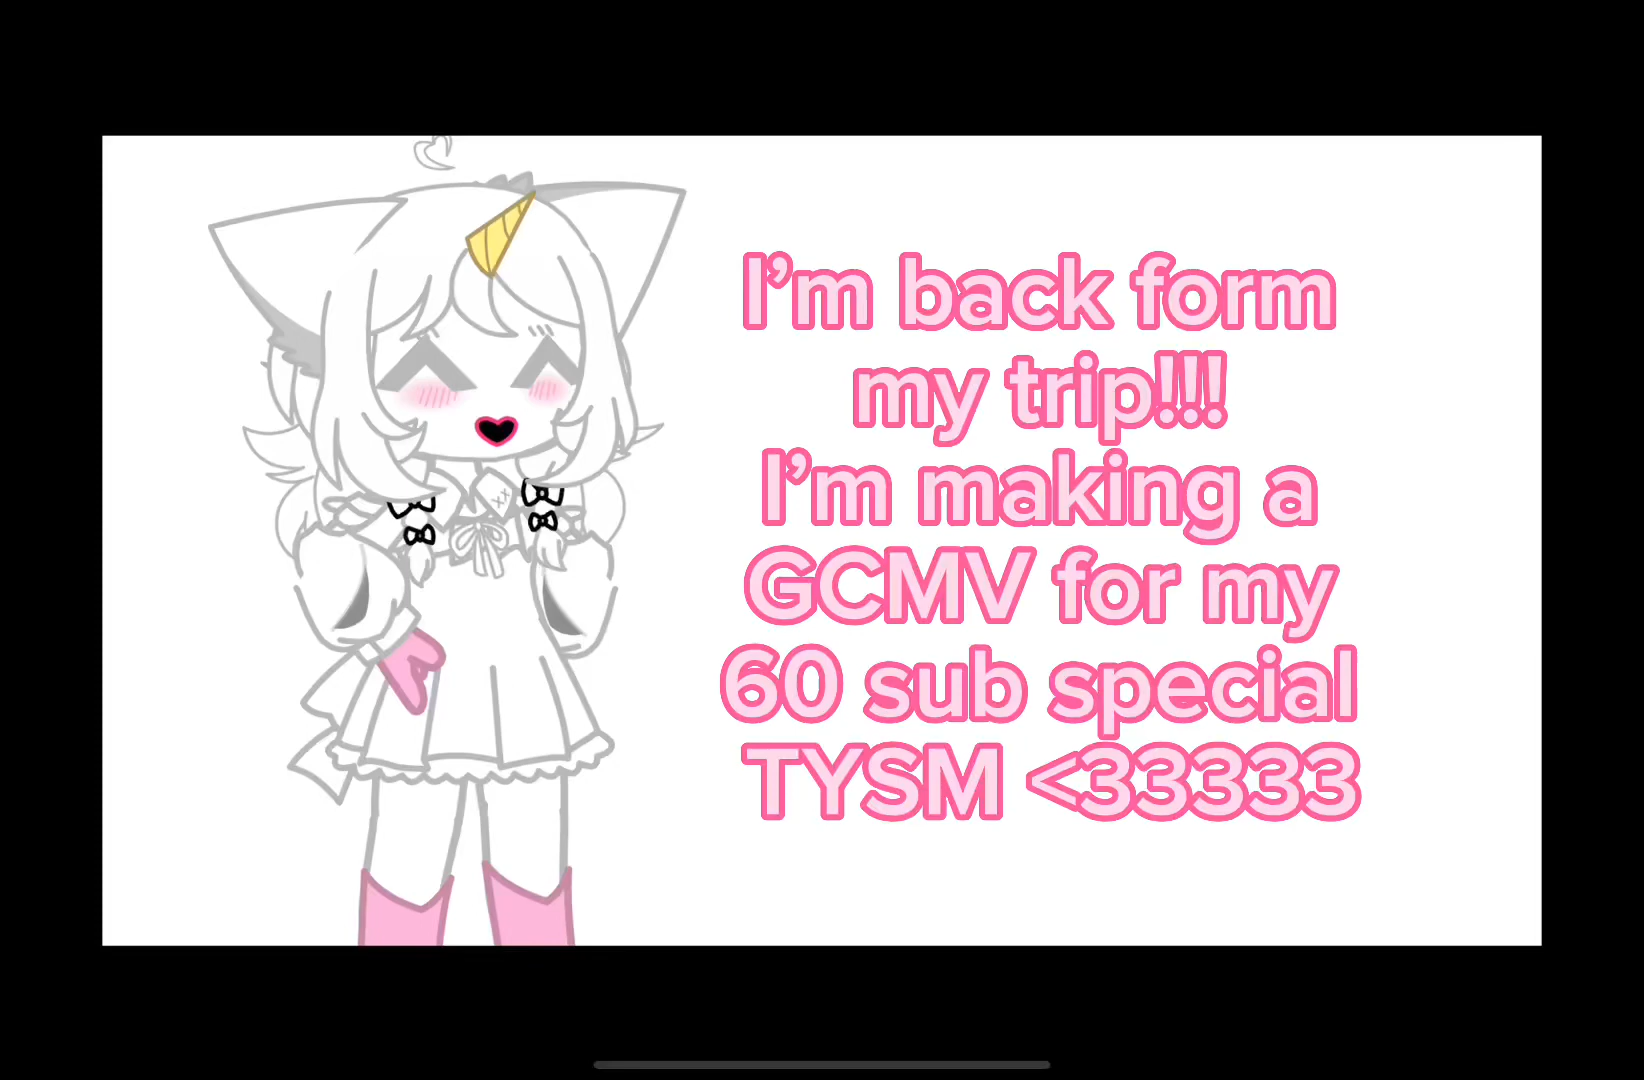 I’m back form
my trip!!!
I’m making a
GCMV for my
60 sub special
TYSM <33333